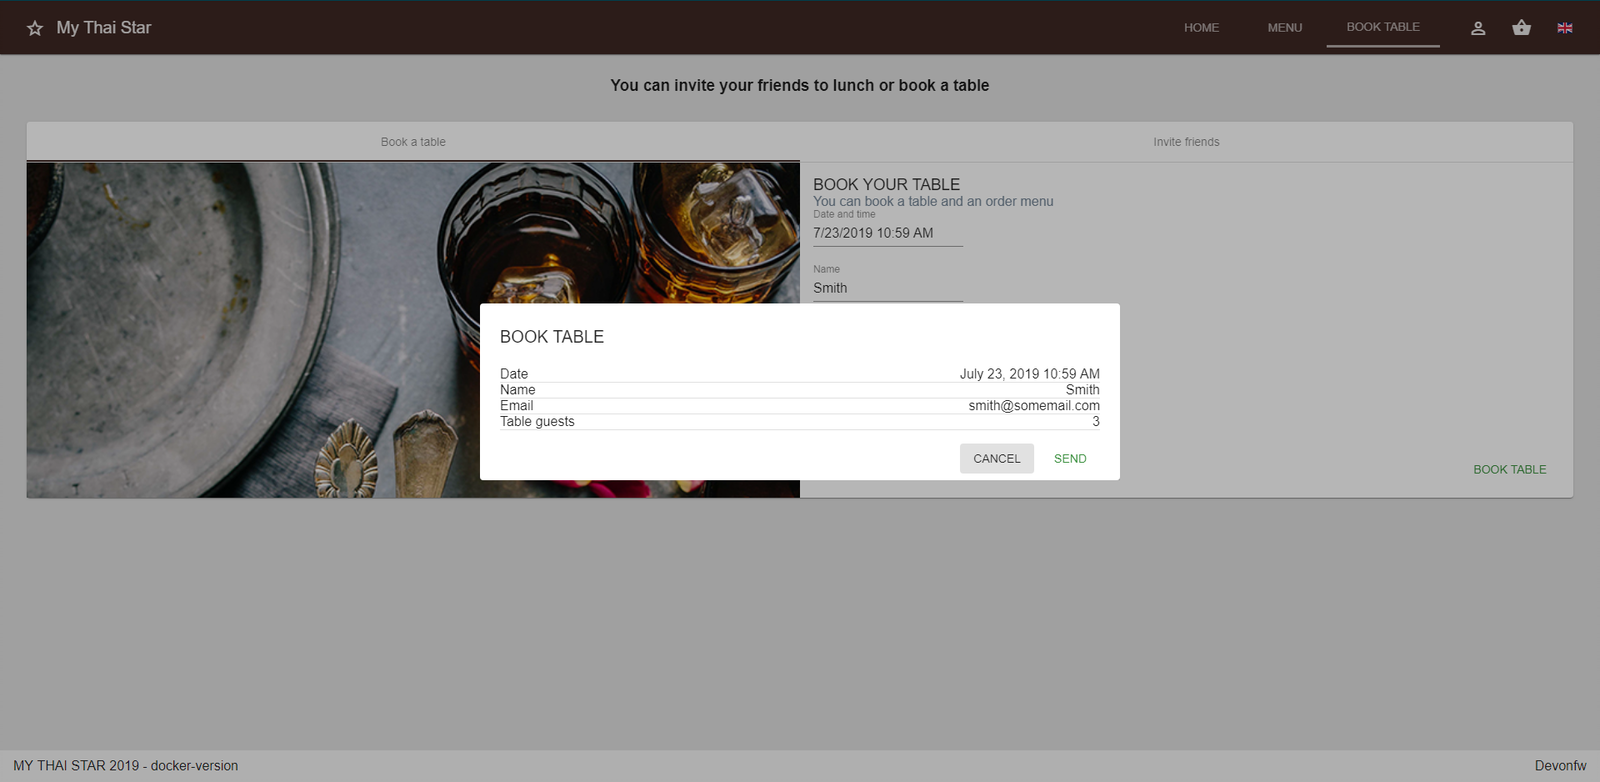 My Thai Star
HOME
MENU
BOOK TABLE
You can invite your friends to lunch or book a table
Book a table
Invite friends
BOOK YOUR TABLE
You can book a table and an order menu
Date and time
7/23/2019 10:59 AM
Name
Smith
BOOK TABLE
Date July 23, 2019 10:59 AM
Name Smith
Email smith@somemail.com
Table guests 3
CANCEL SEND
BOOK TABLE
MY THAI STAR 2019 - docker-version
Devonfw